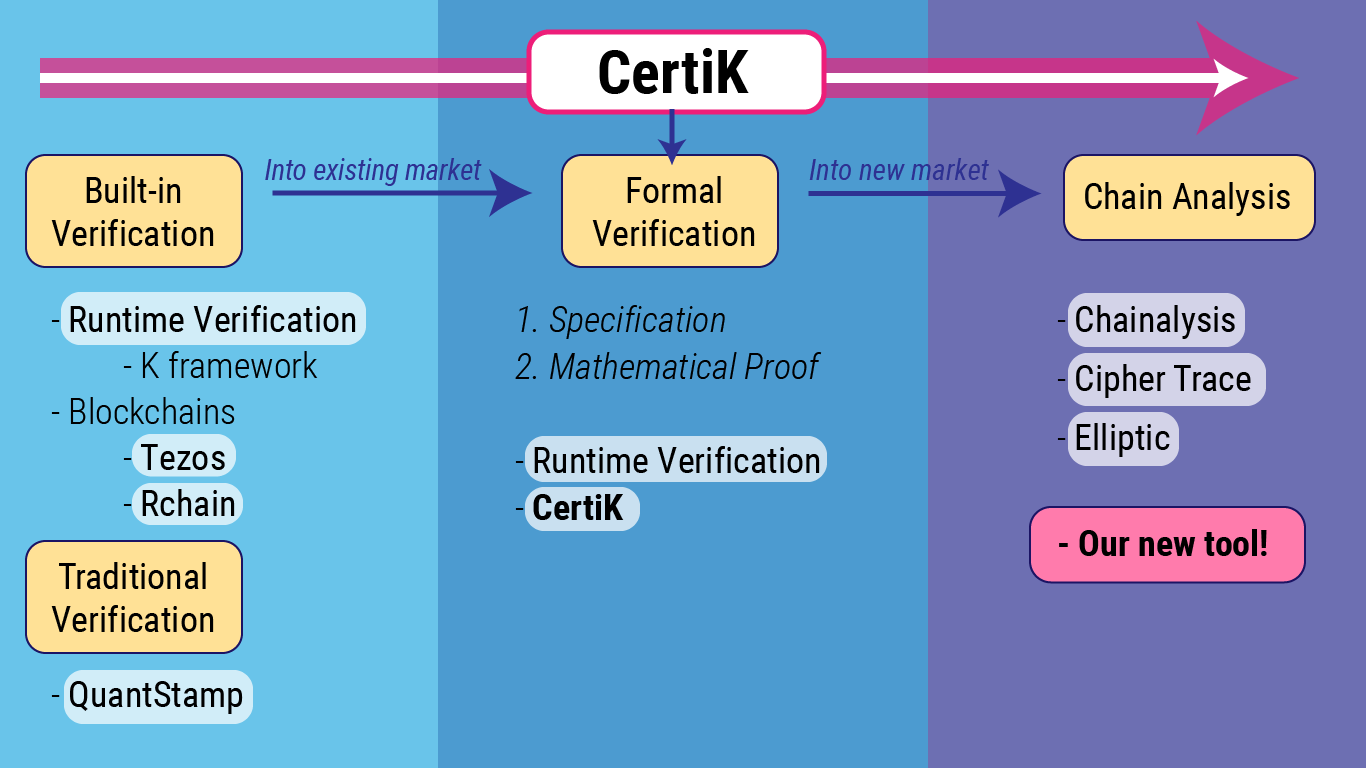 CertiK
Built-in
Verification
Into existing market
Formal
Verification
Into new market
Chain Analysis
- Runtime Verification
- K framework
- Blockchains
- Tezos
- Rchain
Traditional
Verification
- QuantStamp
1. Specification
2. Mathematical Proof
- Runtime Verification
- CertiK
- Chainalysis
- Cipher Trace
- Elliptic
- Our new tool!